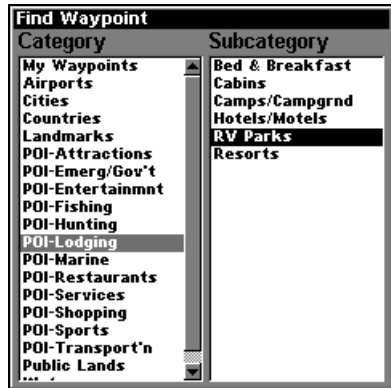 Find Waypoint
Category
Subcategory
My Waypoints
Airports
Cities
Countries
Landmarks
POI-Attractions
POI-Emerg/Gov't
POI-Entertainmnt
POI-Fishing
POI-Hunting
POI-Lodging
POI-Marine
POI-Restaurants
POI-Services
POI-Shopping
POI-Sports
POI-Transport'n
Public Lands
Bed & Breakfast
Cabins
Camps/Campgrnd
Hotels/Motels
RV Parks
Resorts